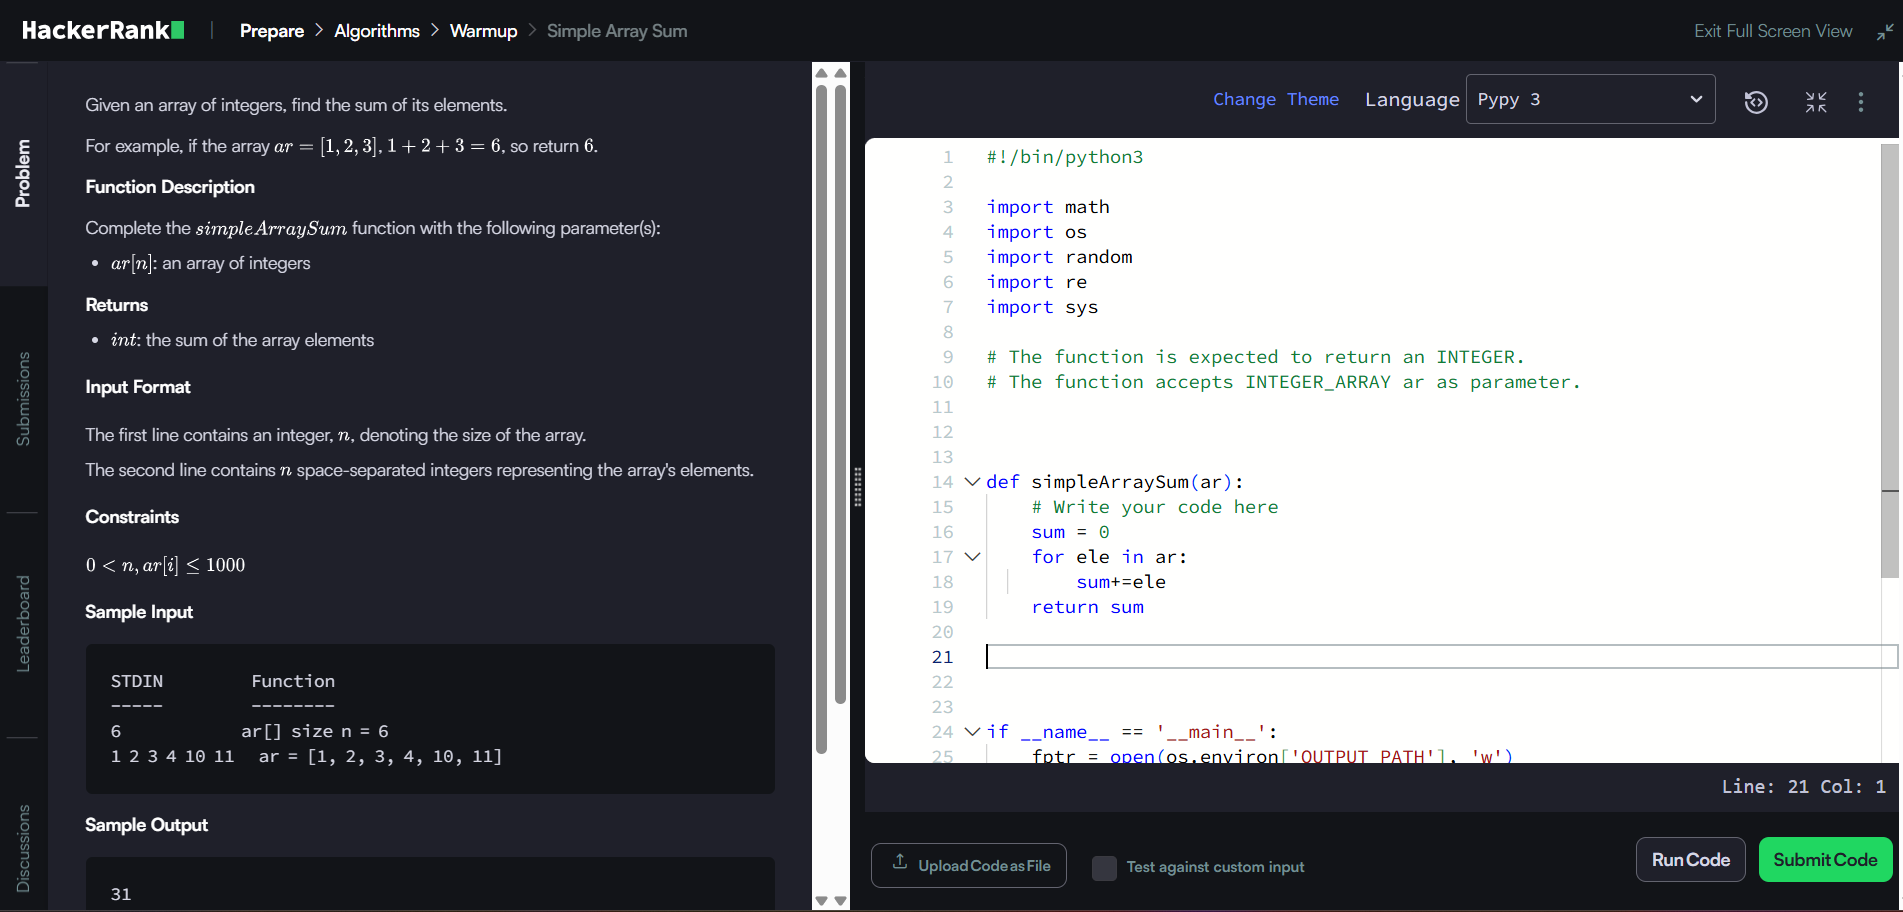 HackerRank | Prepare > Algorithms > Warmup > Simple Array Sum
Exit Full Screen View
Problem
Submissions
Leaderboard
Discussions
Given an array of integers, find the sum of its elements.
For example, if the array ar = [1, 2, 3], 1 + 2 + 3 = 6, so return 6.
Function Description
Complete the simpleArraySum function with the following parameter(s):
• ar[n]: an array of integers
Returns
• int: the sum of the array elements
Input Format
The first line contains an integer, n, denoting the size of the array.
The second line contains n space-separated integers representing the array's elements.
Constraints
0 < n, ar[i] ≤ 1000
Sample Input
STDIN Function
----- --------
6 ar[] size n = 6
1 2 3 4 10 11 ar = [1, 2, 3, 4, 10, 11]
Sample Output
31
Change Theme Language Pypy 3
1 #!/bin/python3
2
3 import math
4 import os
5 import random
6 import re
7 import sys
8
9 # The function is expected to return an INTEGER.
10 # The function accepts INTEGER_ARRAY ar as parameter.
11
12
13
14 def simpleArraySum(ar):
15     # Write your code here
16     sum = 0
17     for ele in ar:
18         sum+=ele
19     return sum
20
21
22
23
24 if __name__ == '__main__':
25     fptr = open(os.environ['OUTPUT_PATH'], 'w')
Line: 21 Col: 1
Upload Code as File
Test against custom input
Run Code
Submit Code